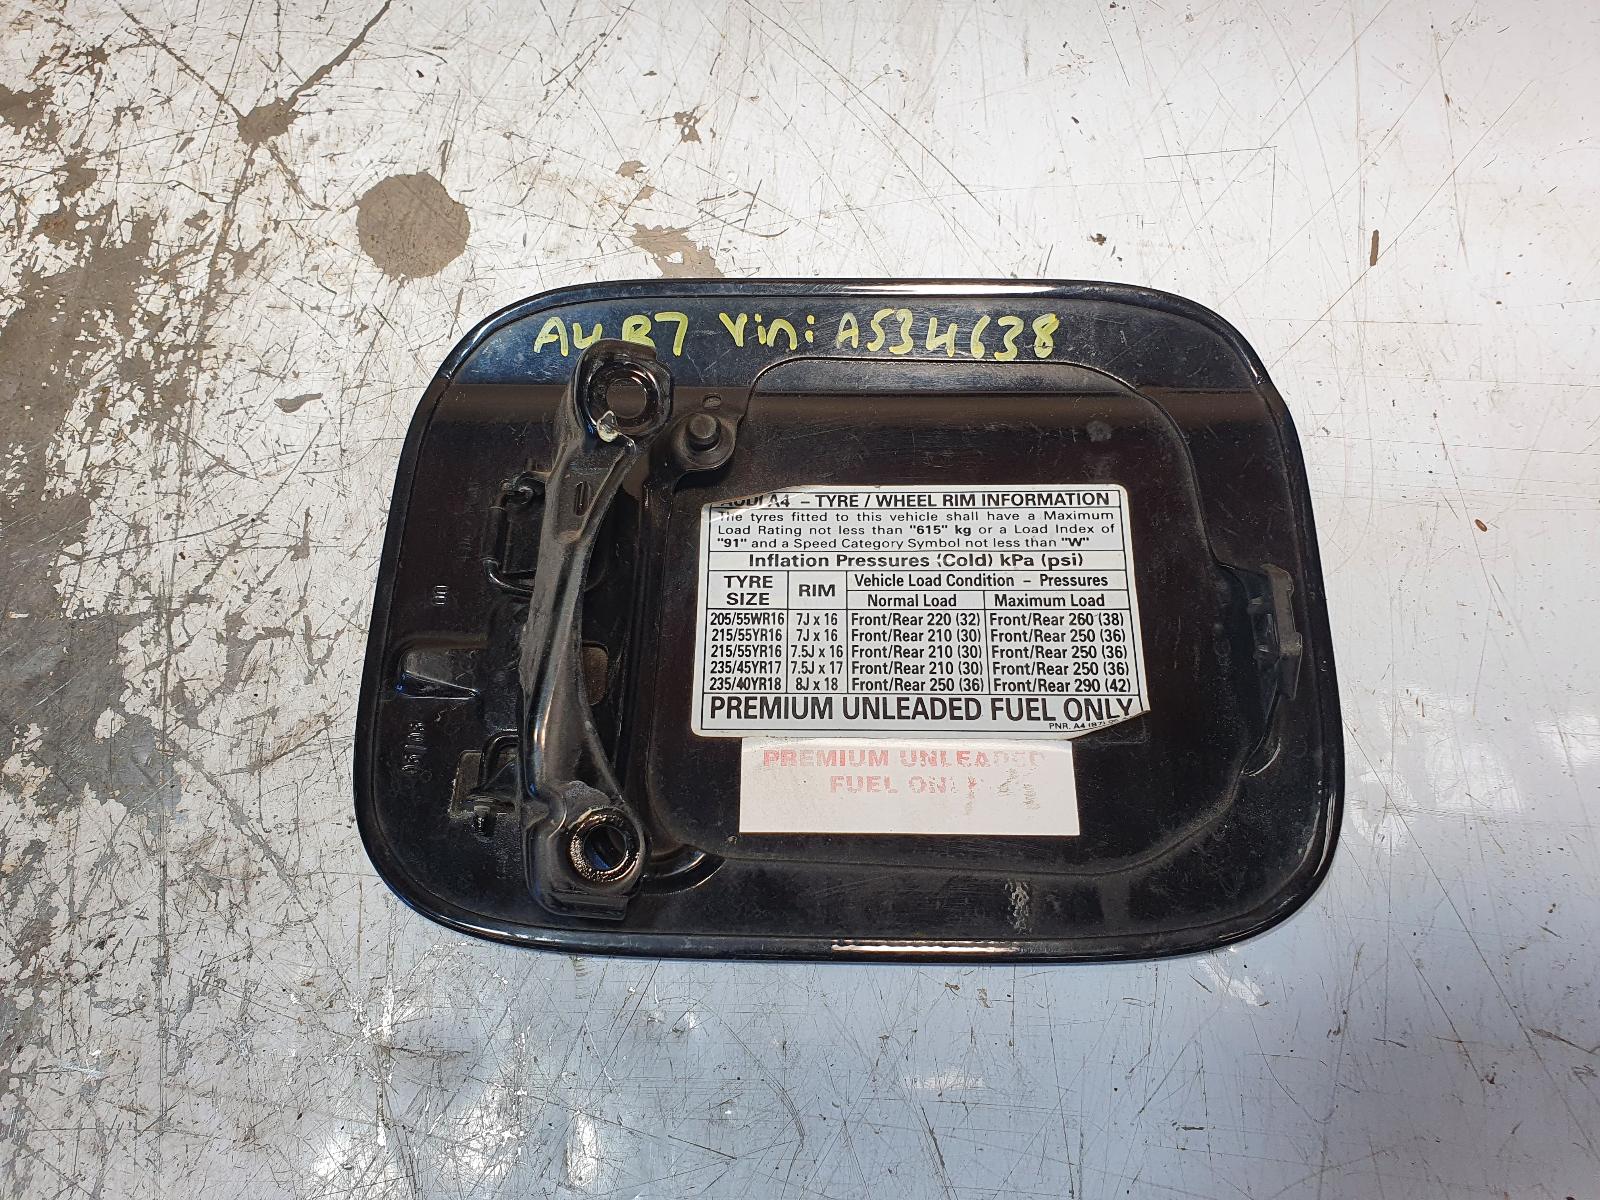 A4 B7 Vin: A534638
AUDI A4 - TYRE / WHEEL RIM INFORMATION
The tyres fitted to this vehicle shall have a Maximum
Load Rating not less than "615" kg or a Load Index of
"91" and a Speed Category Symbol not less than "W"
Inflation Pressures (Cold) kPa (psi)
TYRE SIZE RIM Vehicle Load Condition - Pressures
Normal Load Maximum Load
205/55WR16 7J x 16 Front/Rear 220 (32) Front/Rear 260 (38)
215/55YR16 7J x 16 Front/Rear 210 (30) Front/Rear 250 (36)
215/55YR16 7.5J x 16 Front/Rear 210 (30) Front/Rear 250 (36)
235/45YR17 7.5J x 17 Front/Rear 210 (30) Front/Rear 250 (36)
235/40YR18 8J x 18 Front/Rear 250 (36) Front/Rear 290 (42)
PREMIUM UNLEADED FUEL ONLY
PNR. A4 (B7)
PREMIUM UNLEADED
FUEL ONLY